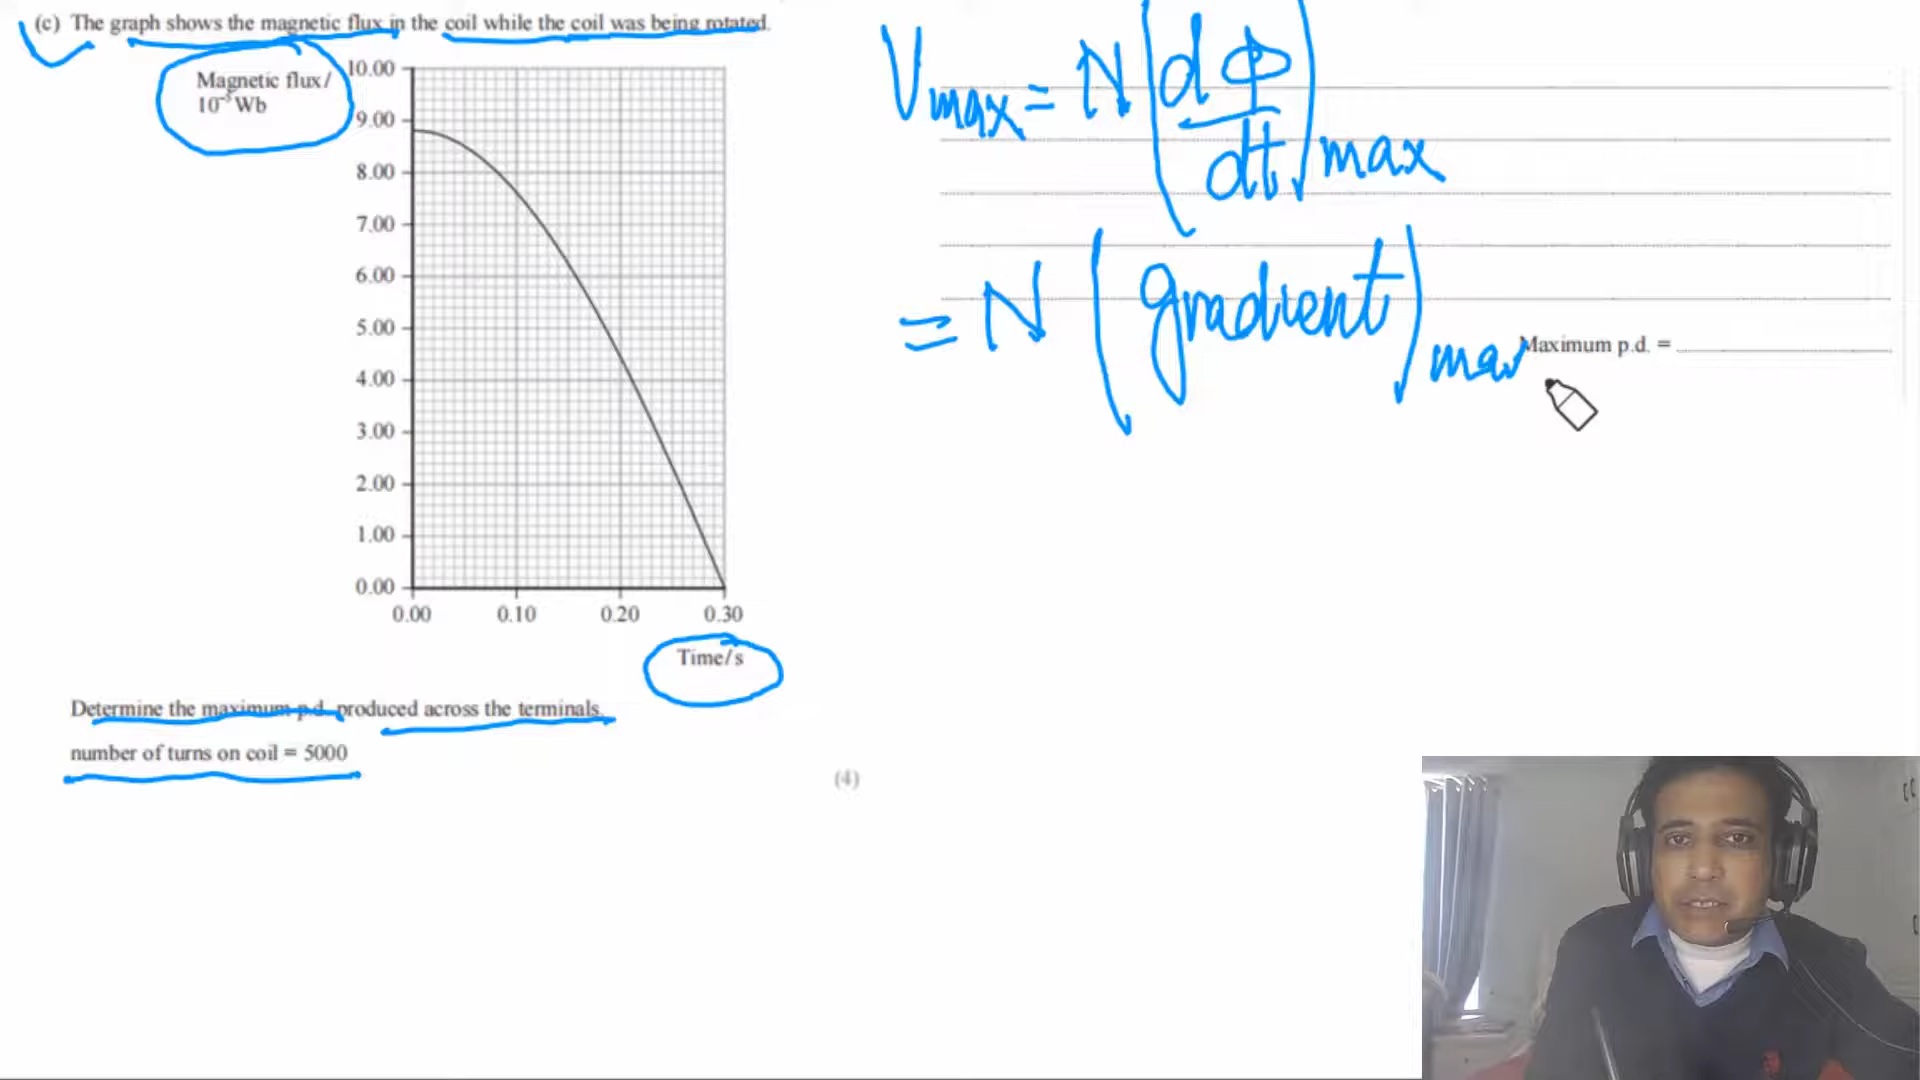 (c) The graph shows the magnetic flux in the coil while the coil was being rotated.
Magnetic flux/
10⁻⁵ Wb
10.00
9.00
8.00
7.00
6.00
5.00
4.00
3.00
2.00
1.00
0.00
0.00 0.10 0.20 0.30
Time/s
Determine the maximum p.d. produced across the terminals.
number of turns on coil = 5000
(4)
Vmax = N (dΦ/dt)max
= N (gradient)max
Maximum p.d. =